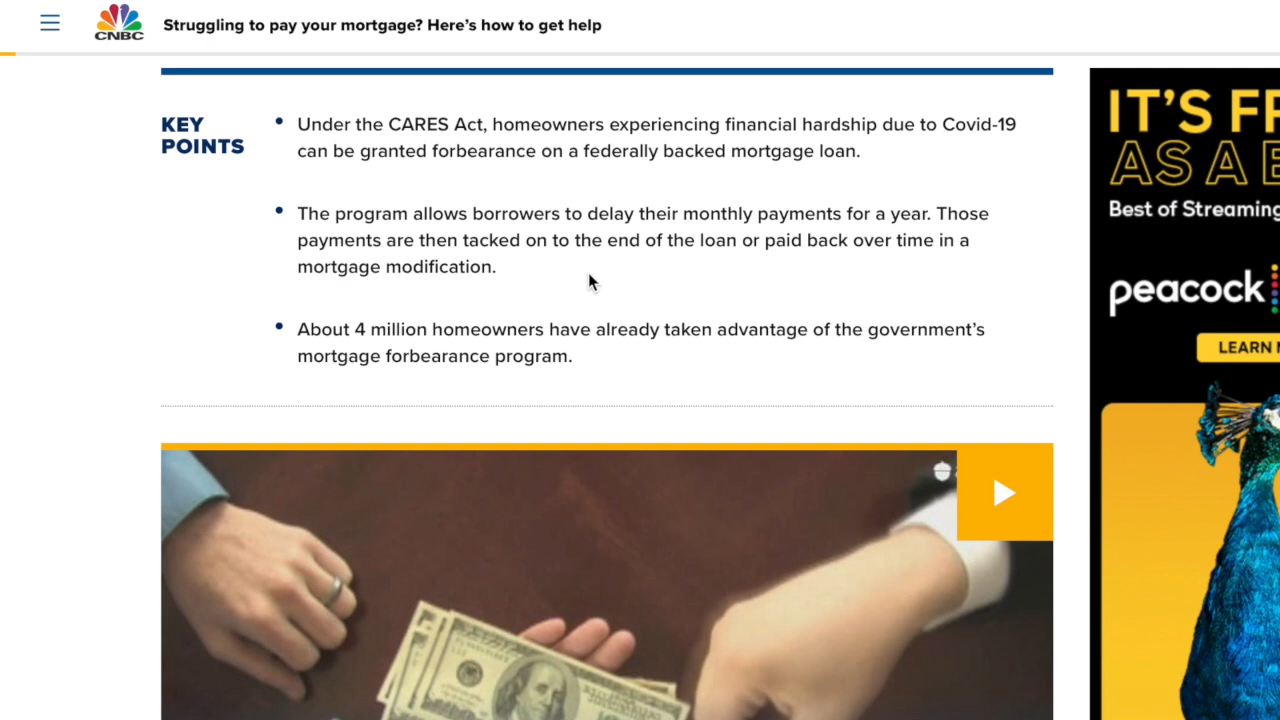 CNBC
Struggling to pay your mortgage? Here’s how to get help
KEY
POINTS
• Under the CARES Act, homeowners experiencing financial hardship due to Covid-19
can be granted forbearance on a federally backed mortgage loan.
• The program allows borrowers to delay their monthly payments for a year. Those
payments are then tacked on to the end of the loan or paid back over time in a
mortgage modification.
• About 4 million homeowners have already taken advantage of the government’s
mortgage forbearance program.
IT’S
AS A
Best of Streaming
peacock
LEARN